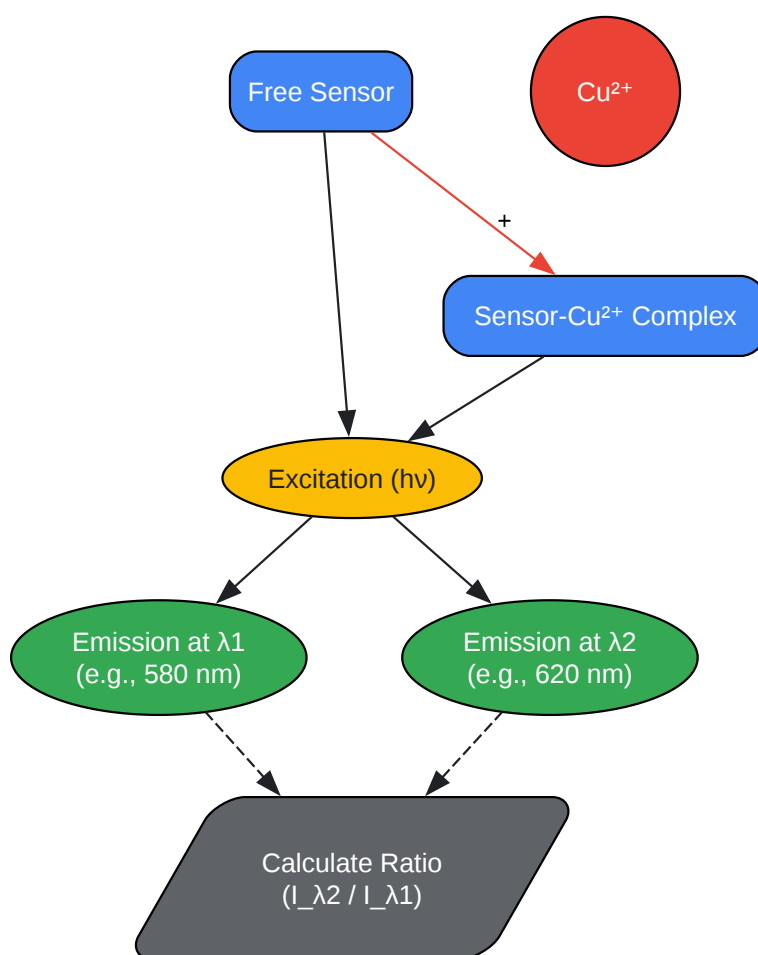 Free Sensor
Cu²⁺
+
Sensor-Cu²⁺ Complex
Excitation (hν)
Emission at λ1
(e.g., 580 nm)
Emission at λ2
(e.g., 620 nm)
Calculate Ratio
(I_λ2 / I_λ1)